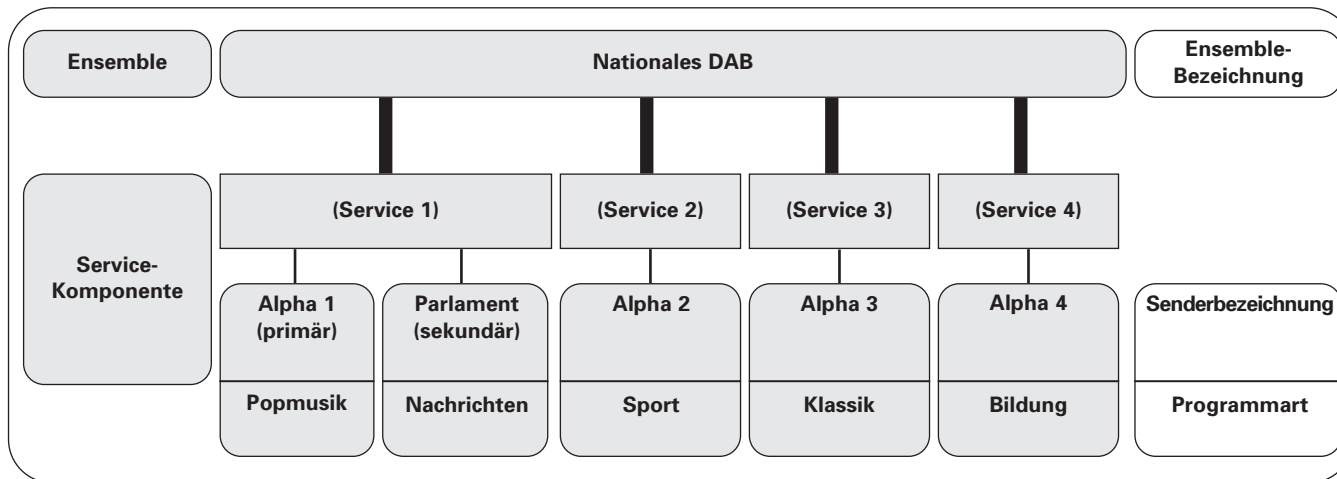 Ensemble
Nationales DAB
Ensemble-
Bezeichnung
Service-
Komponente
(Service 1)
(Service 2)
(Service 3)
(Service 4)
Alpha 1
(primär)
Parlament
(sekundär)
Alpha 2
Alpha 3
Alpha 4
Senderbezeichnung
Popmusik
Nachrichten
Sport
Klassik
Bildung
Programmart